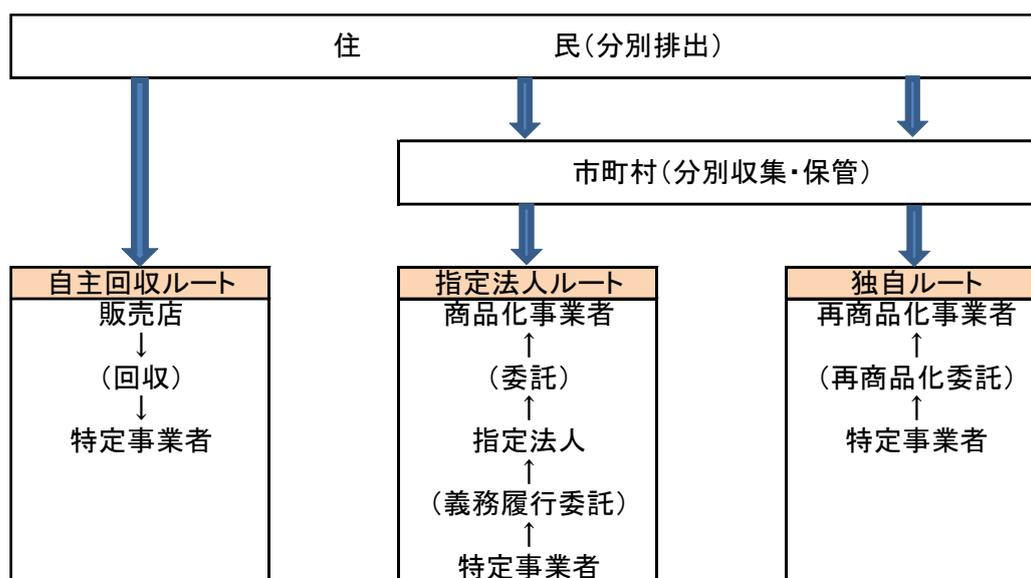 住　　　　民（分別排出）
市町村（分別収集・保管）
自主回収ルート
販売店
↓
（回収）
↓
特定事業者
指定法人ルート
商品化事業者
↑
（委託）
↑
指定法人
↑
（義務履行委託）
↑
特定事業者
独自ルート
再商品化事業者
↑
（再商品化委託）
↑
特定事業者